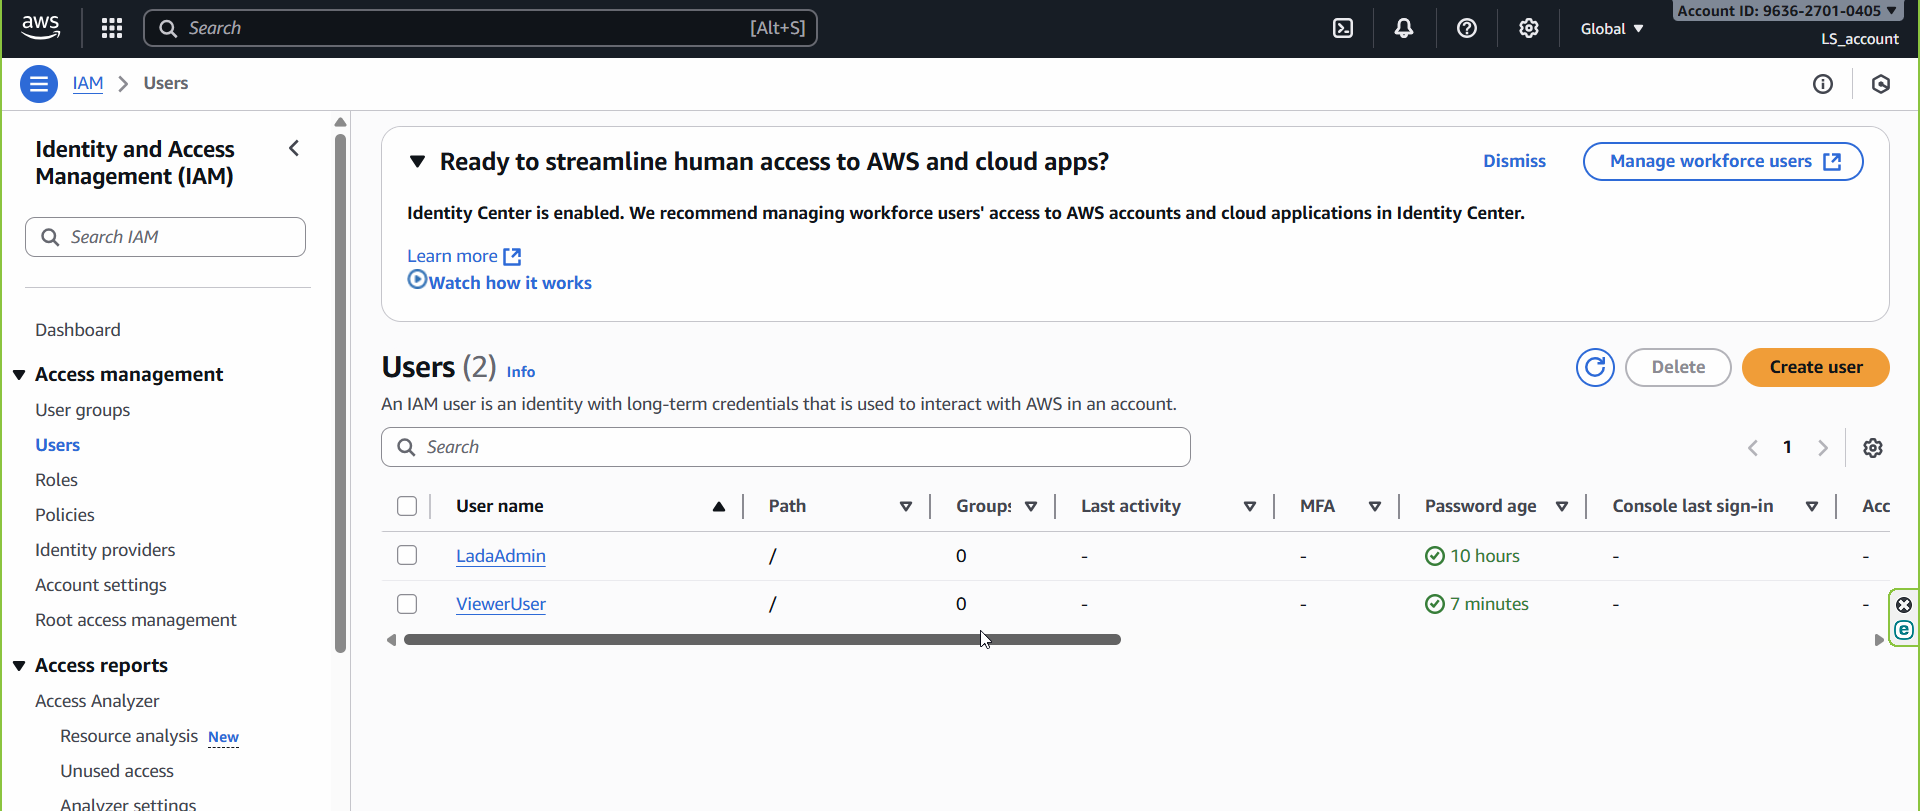 aws
Search [Alt+S]
Global
Account ID: 9636-2701-0405
LS_account
IAM
Users
Identity and Access
Management (IAM)
Search IAM
Dashboard
Access management
User groups
Users
Roles
Policies
Identity providers
Account settings
Root access management
Access reports
Access Analyzer
Resource analysis New
Unused access
Analyzer settings
Ready to streamline human access to AWS and cloud apps?
Dismiss
Manage workforce users
Identity Center is enabled. We recommend managing workforce users' access to AWS accounts and cloud applications in Identity Center.
Learn more
Watch how it works
Users (2) Info
Delete
Create user
An IAM user is an identity with long-term credentials that is used to interact with AWS in an account.
Search
1
User name Path Groups Last activity MFA Password age Console last sign-in Acc
LadaAdmin / 0 - - 10 hours - -
ViewerUser / 0 - - 7 minutes - -